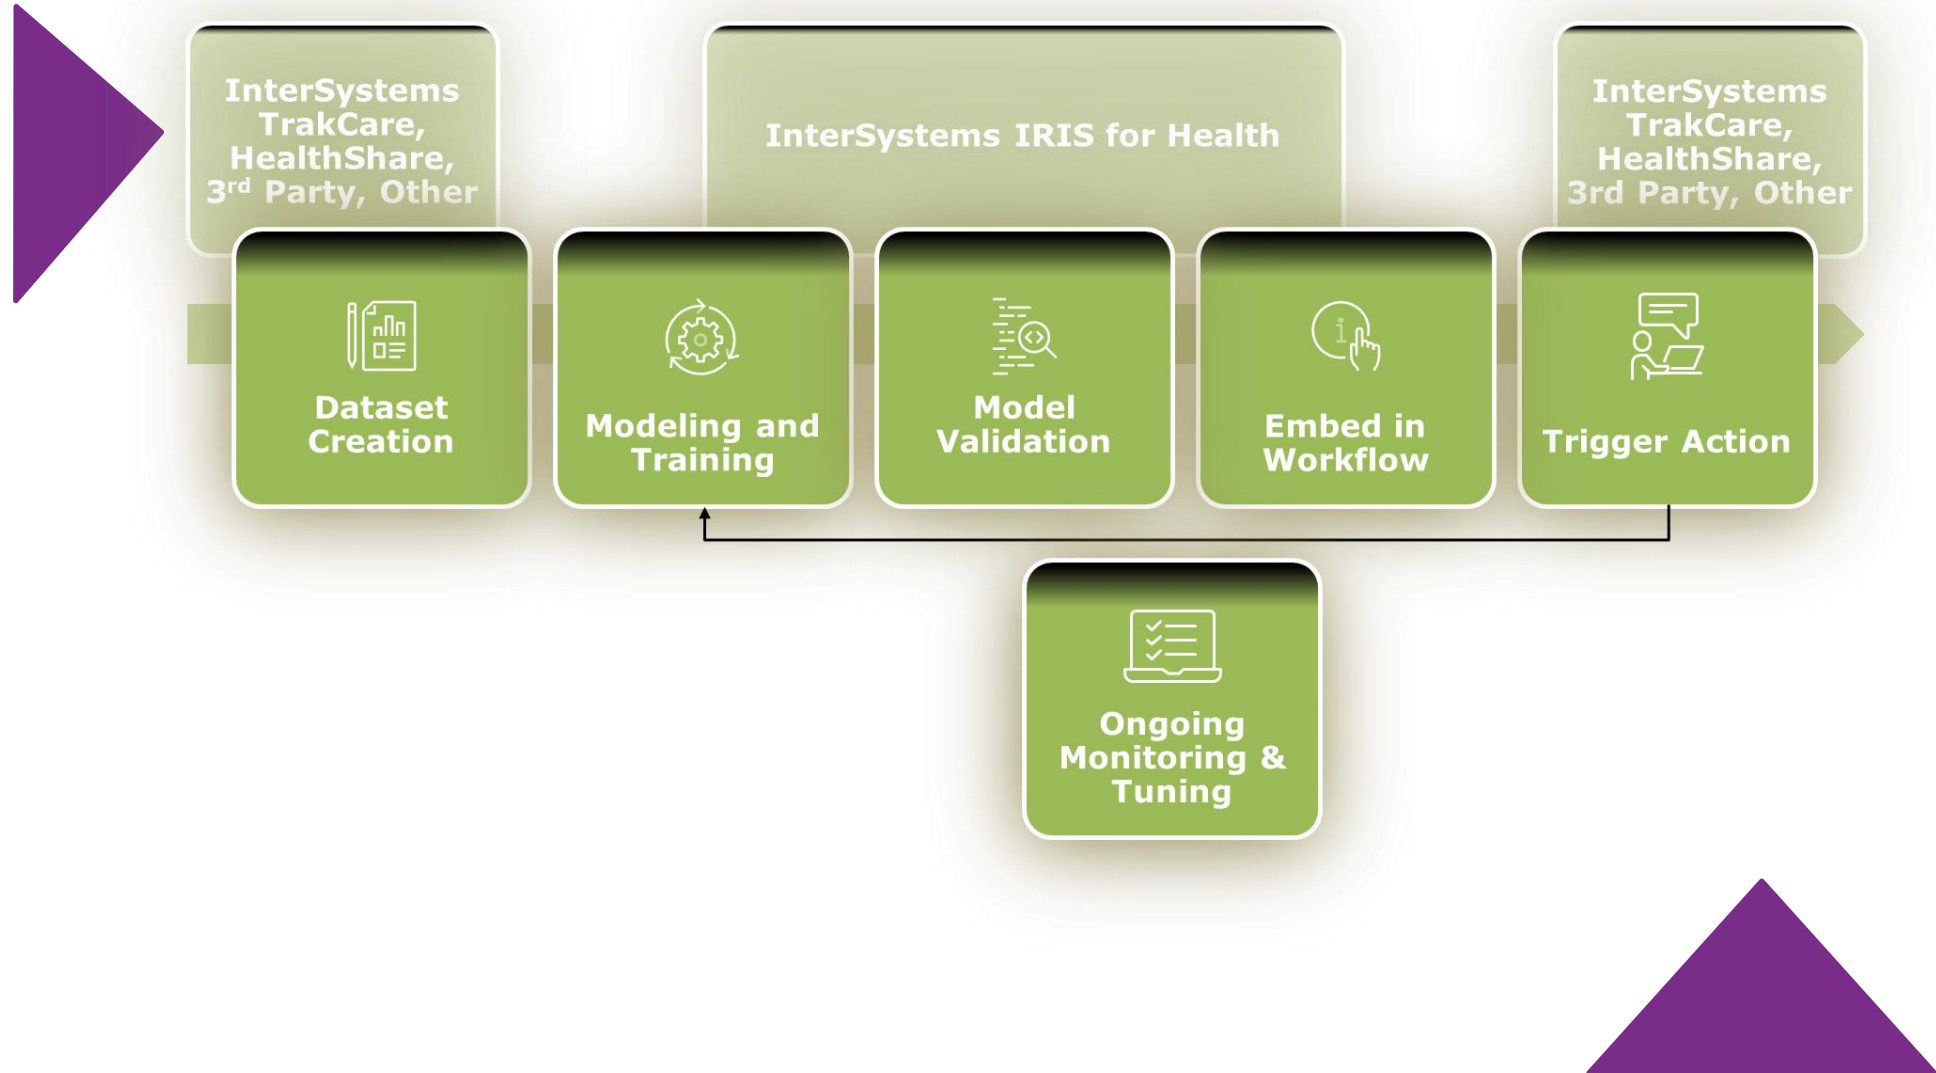 InterSystems
TrakCare,
HealthShare,
3rd Party, Other
InterSystems IRIS for Health
InterSystems
TrakCare,
HealthShare,
3rd Party, Other
Dataset
Creation
Modeling and
Training
Model
Validation
Embed in
Workflow
Trigger Action
Ongoing
Monitoring &
Tuning